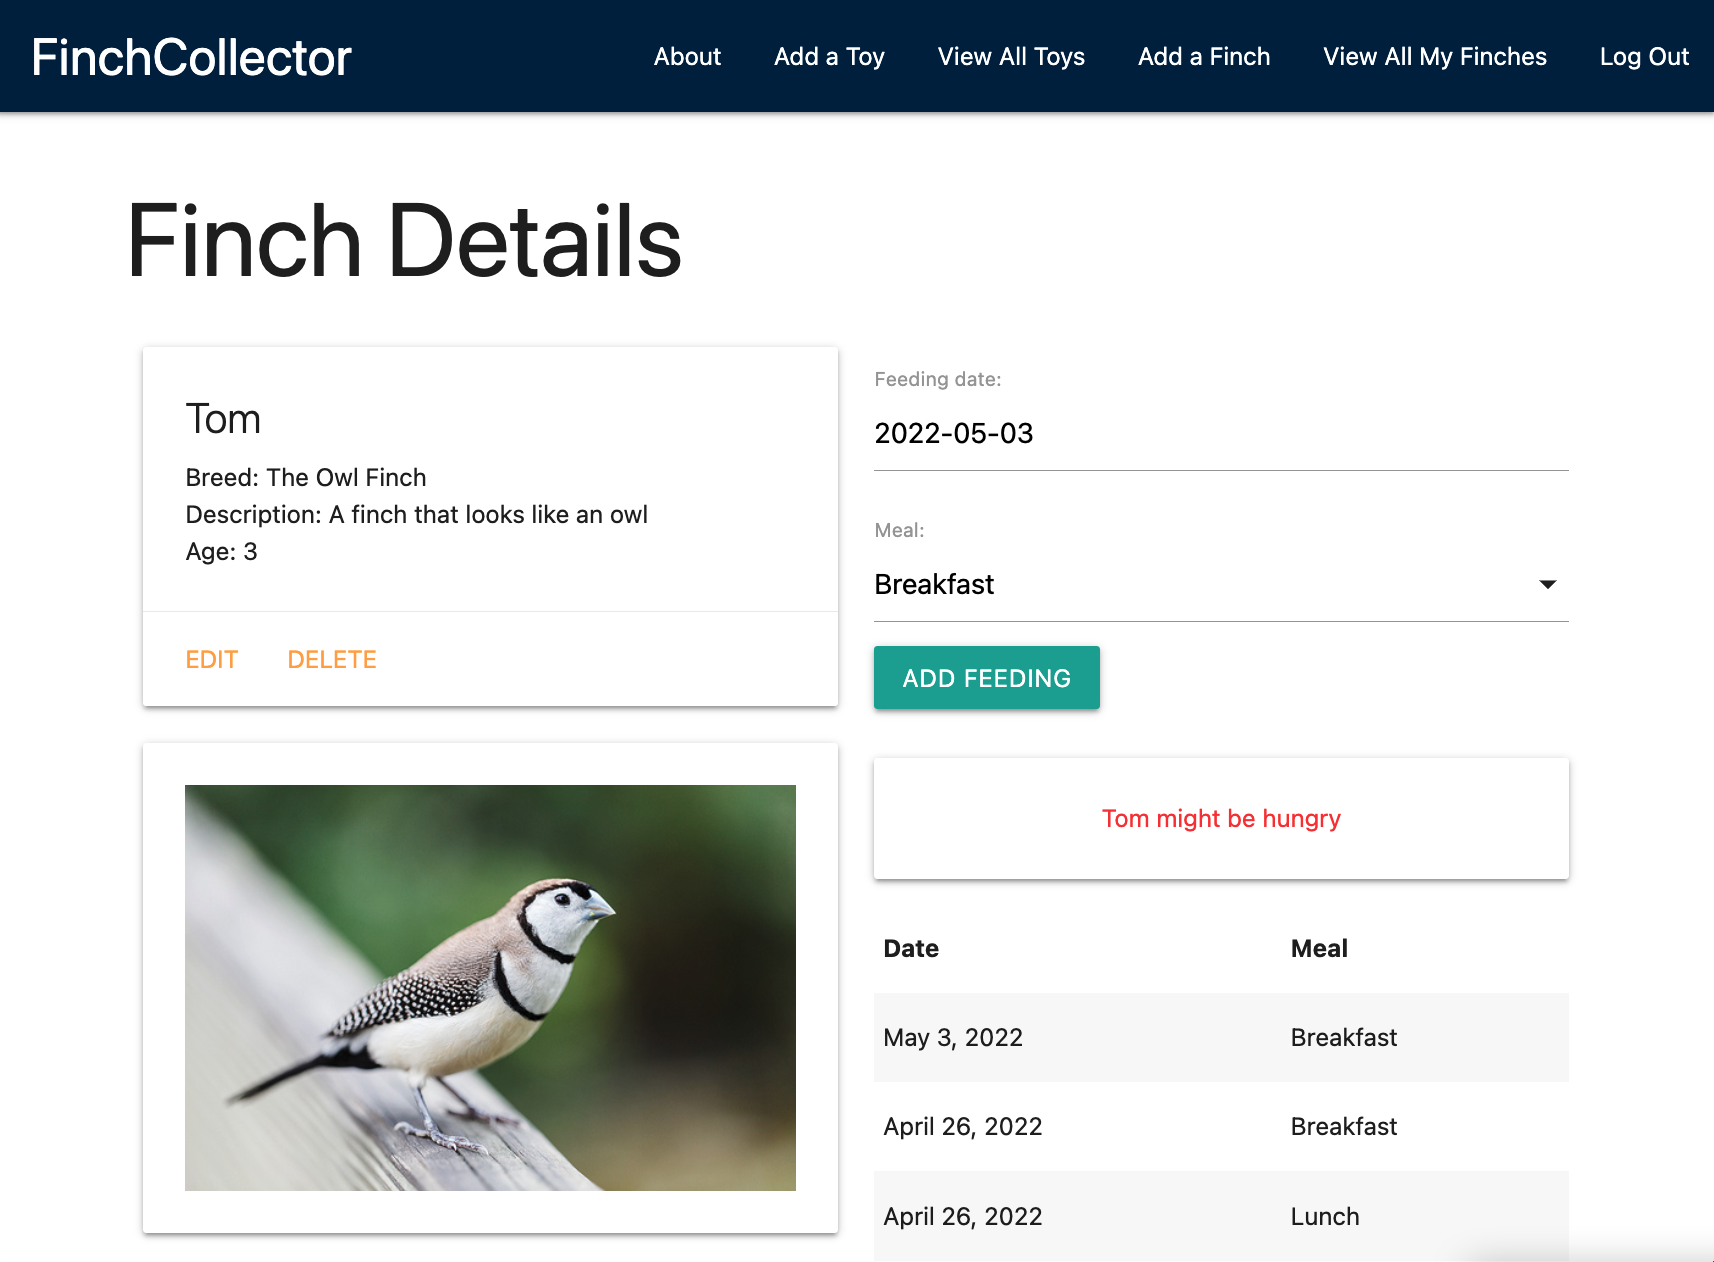 FinchCollector
About
Add a Toy
View All Toys
Add a Finch
View All My Finches
Log Out
Finch Details
Tom
Breed: The Owl Finch
Description: A finch that looks like an owl
Age: 3
EDIT
DELETE
Feeding date:
2022-05-03
Meal:
Breakfast
ADD FEEDING
Tom might be hungry
Date Meal
May 3, 2022 Breakfast
April 26, 2022 Breakfast
April 26, 2022 Lunch